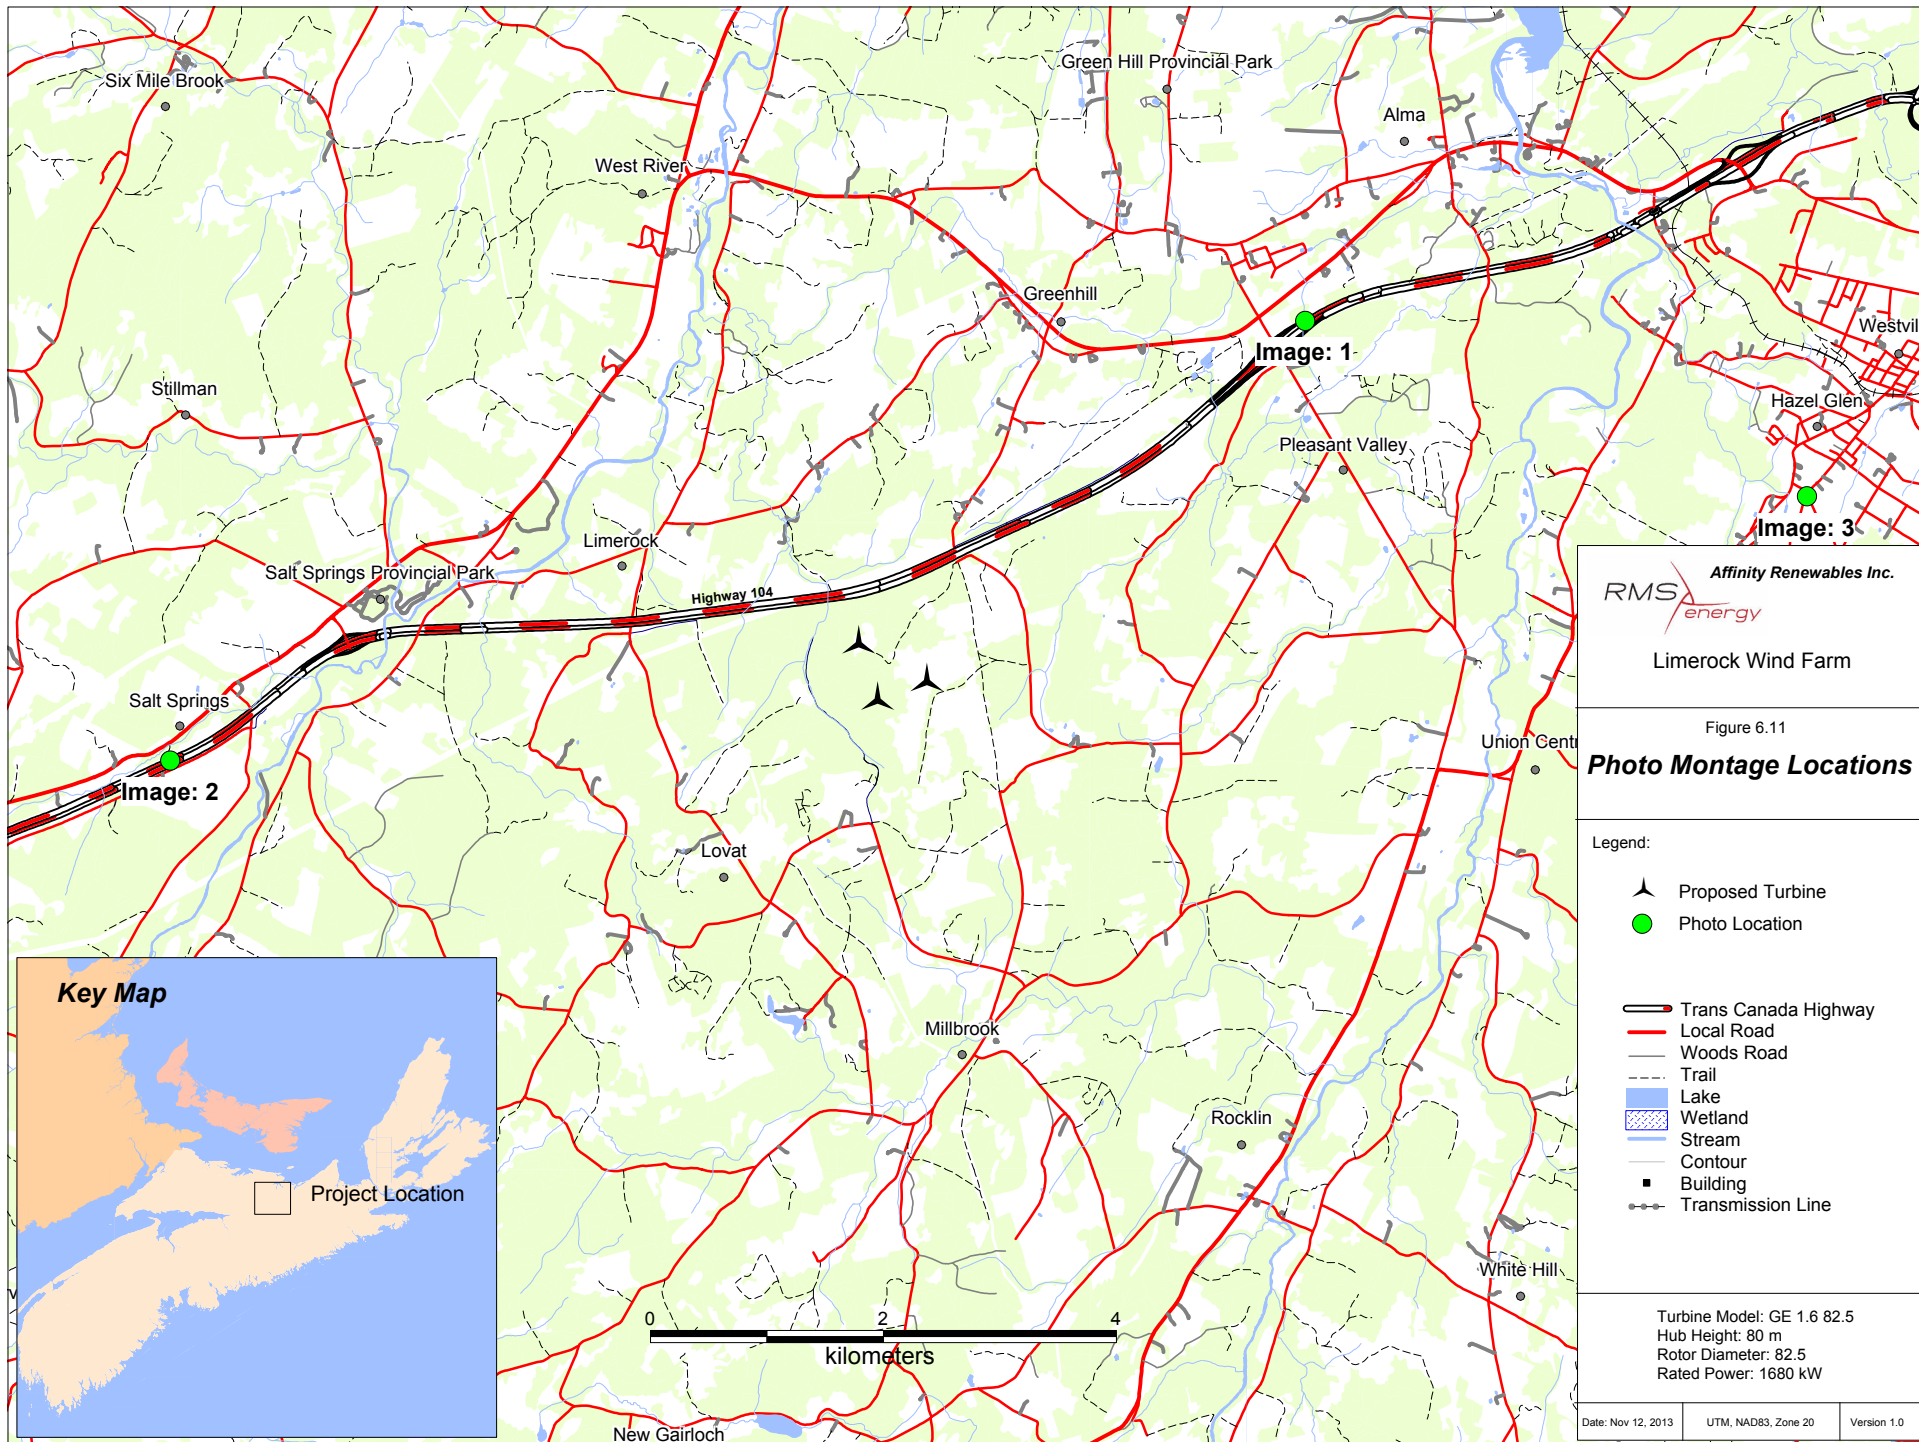 Six Mile Brook
Green Hill Provincial Park
Alma
West River
Greenhill
Image: 1
Stillman
Pleasant Valley
Hazel Glen
Image: 3
Limerock
Salt Springs Provincial Park
Highway 104
Salt Springs
Image: 2
Lovat
Millbrook
Rocklin
White Hill
New Gairloch
Westvil
Union Centr
0 2 4
kilometers
Key Map
Project Location
RMS energy
Affinity Renewables Inc.
Limerock Wind Farm
Figure 6.11
Photo Montage Locations
Legend:
Proposed Turbine
Photo Location
Trans Canada Highway
Local Road
Woods Road
Trail
Lake
Wetland
Stream
Contour
Building
Transmission Line
Turbine Model: GE 1.6 82.5
Hub Height: 80 m
Rotor Diameter: 82.5
Rated Power: 1680 kW
Date: Nov 12, 2013
UTM, NAD83, Zone 20
Version 1.0